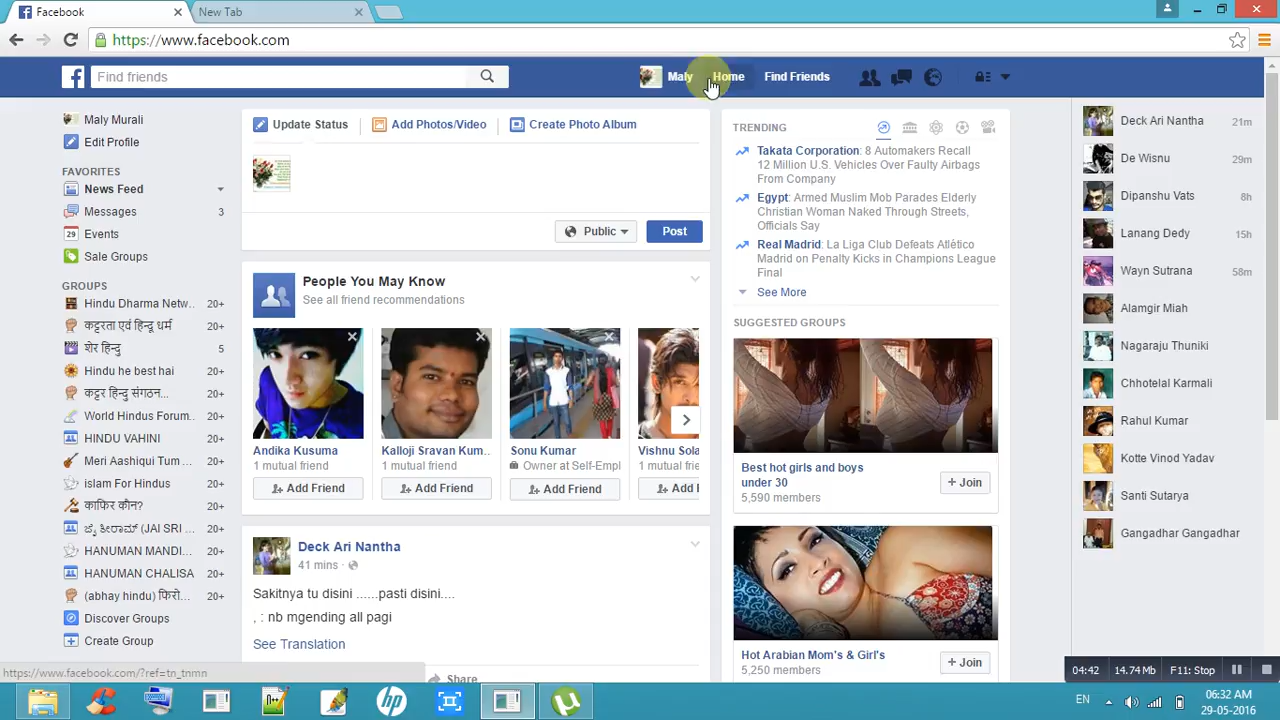 Facebook
New Tab
https://www.facebook.com
Find friends
Maly
Home
Find Friends
Maly Murali
Edit Profile
FAVORITES
News Feed
Messages 3
Events
Sale Groups
GROUPS
Hindu Dharma Netw.. 20+
कट्टरता एवं हिन्दू धर्म 20+
शेर हिन्दु 5
Hindu he best hai 20+
कट्टर हिन्दु संगठन... 20+
World Hindus Forum.. 20+
HINDU VAHINI 20+
Meri Aashiqui Tum ... 20+
islam For Hindus 20+
काफिर कौन? 20+
ಜೈ ಶ್ರೀರಾಮ್ (JAI SRI ... 20+
HANUMAN MANDI... 20+
HANUMAN CHALISA 20+
(abhay hindu) फिरो... 20+
Discover Groups
Create Group
https://www.facebook.com/?ref=tn_tnmn
Update Status
Add Photos/Video
Create Photo Album
Public
Post
People You May Know
See all friend recommendations
Andika Kusuma
1 mutual friend
Add Friend
Kalloji Sravan Kum..
1 mutual friend
Add Friend
Sonu Kumar
Owner at Self-Empl
Add Friend
Vishnu Sola
1 mutual frie
Add F
Deck Ari Nantha
41 mins
Sakitnya tu disini ......pasti disini....
, : nb mgending all pagi
See Translation
Share
TRENDING
Takata Corporation: 8 Automakers Recall
12 Million U.S. Vehicles Over Faulty Airbags
From Company
Egypt: Armed Muslim Mob Parades Elderly
Christian Woman Naked Through Streets,
Officials Say
Real Madrid: La Liga Club Defeats Atlético
Madrid on Penalty Kicks in Champions League
Final
See More
SUGGESTED GROUPS
Best hot girls and boys
under 30
5,590 members
+ Join
Hot Arabian Mom's & Girl's
5,250 members
+ Join
Deck Ari Nantha 21m
De Wisnu 29m
Dipanshu Vats 8h
Lanang Dedy 15h
Wayn Sutrana 58m
Alamgir Miah
Nagaraju Thuniki
Chhotelal Karmali
Rahul Kumar
Kotte Vinod Yadav
Santi Sutarya
Gangadhar Gangadhar
04:42 14.74 Mb F11: Stop
EN
06:32 AM
29-05-2016